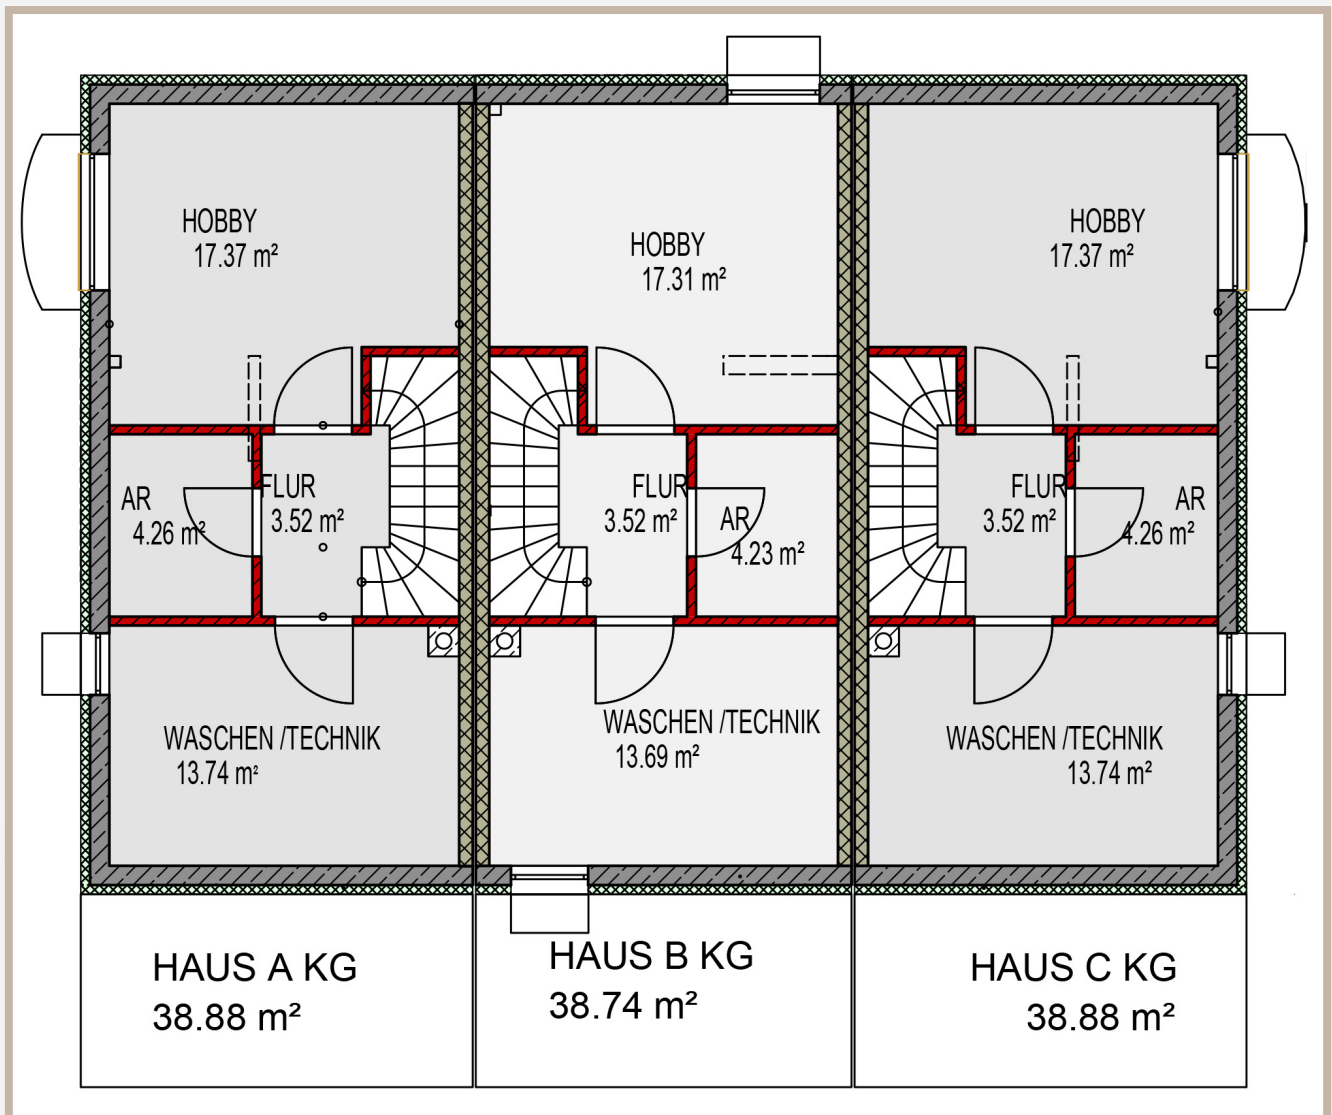 HOBBY
17.37 m²
HOBBY
17.31 m²
HOBBY
17.37 m²
AR
4.26 m²
FLUR
3.52 m²
FLUR
3.52 m²
AR
4.23 m²
FLUR
3.52 m²
AR
4.26 m²
WASCHEN /TECHNIK
13.74 m²
WASCHEN /TECHNIK
13.69 m²
WASCHEN /TECHNIK
13.74 m²
HAUS A KG
38.88 m²
HAUS B KG
38.74 m²
HAUS C KG
38.88 m²